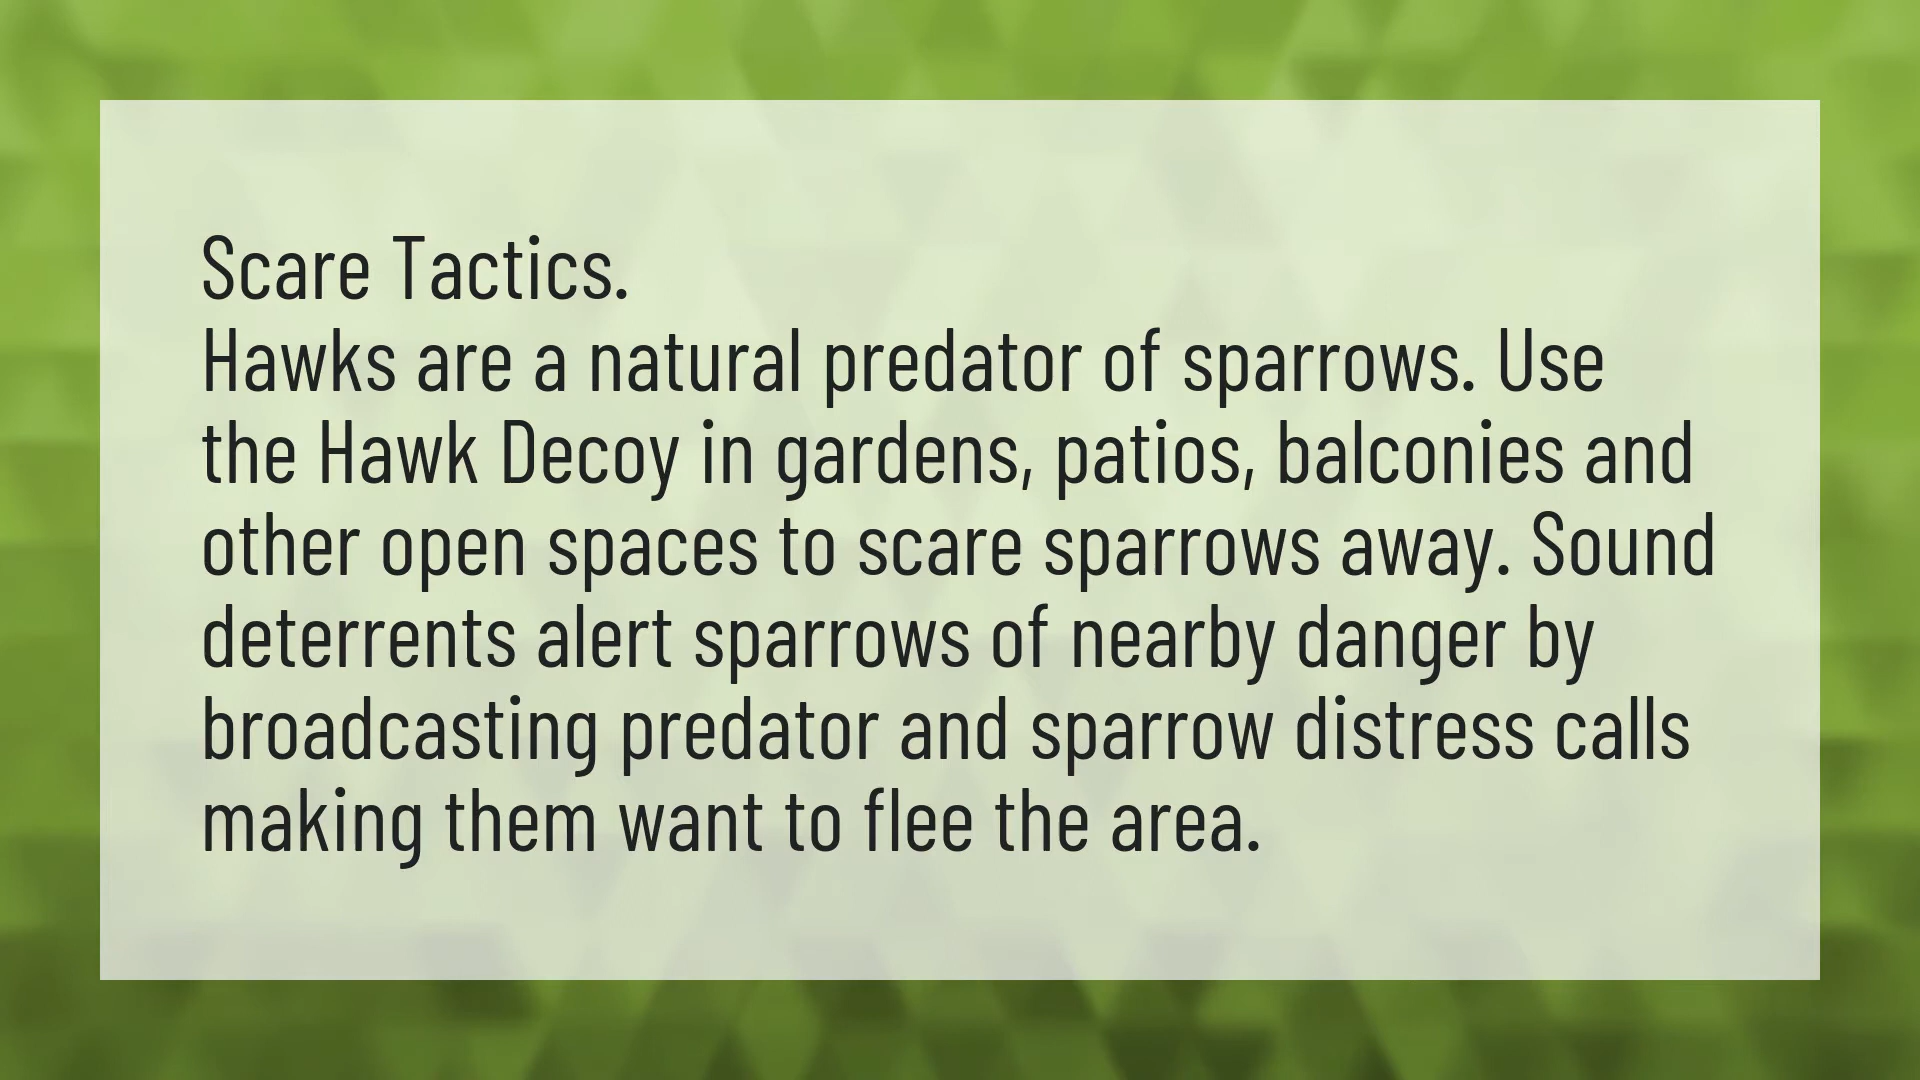 Scare Tactics.
Hawks are a natural predator of sparrows. Use
the Hawk Decoy in gardens, patios, balconies and
other open spaces to scare sparrows away. Sound
deterrents alert sparrows of nearby danger by
broadcasting predator and sparrow distress calls
making them want to flee the area.